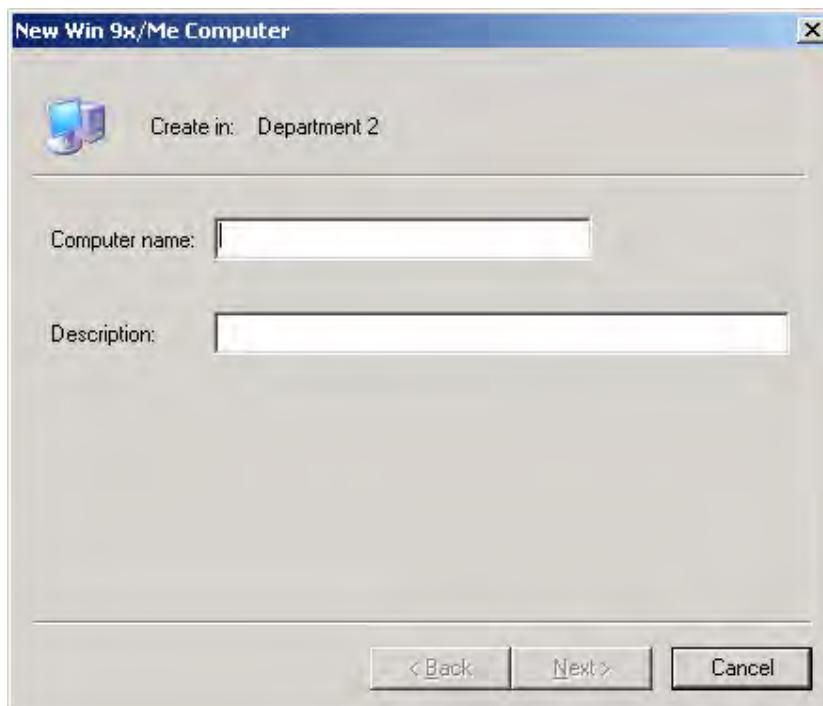 New Win 9x/Me Computer
Create in: Department 2
Computer name:
Description:
< Back Next > Cancel